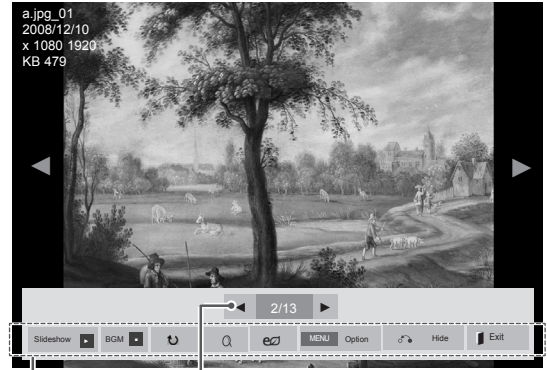 a.jpg_01
2008/12/10
x 1080 1920
KB 479
2/13
Slideshow BGM MENU Option Hide Exit